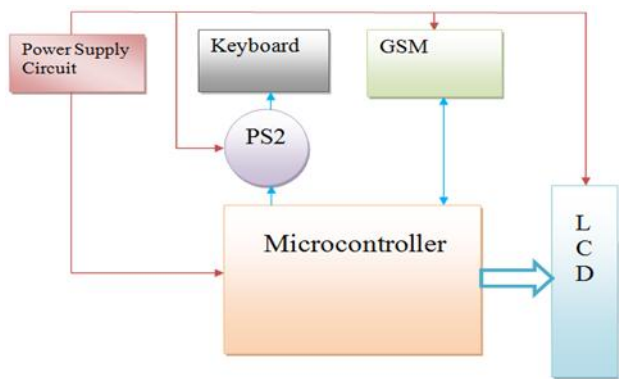 Power Supply
Circuit
Keyboard
GSM
PS2
Microcontroller
L
C
D